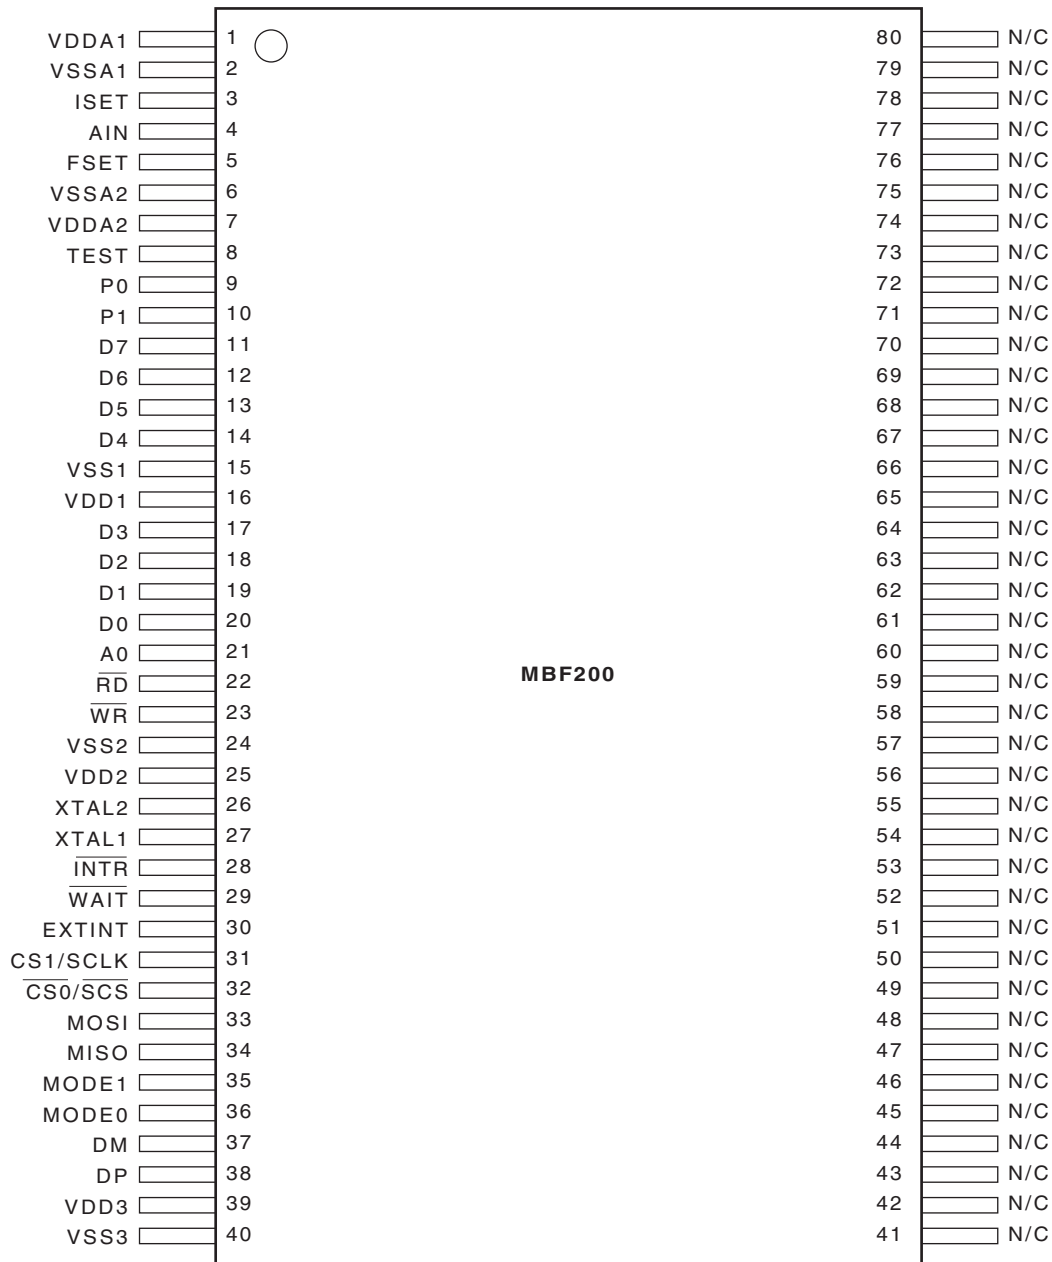 VDDA1 1 80 N/C
VSSA1 2 79 N/C
ISET 3 78 N/C
AIN 4 77 N/C
FSET 5 76 N/C
VSSA2 6 75 N/C
VDDA2 7 74 N/C
TEST 8 73 N/C
P0 9 72 N/C
P1 10 71 N/C
D7 11 70 N/C
D6 12 69 N/C
D5 13 68 N/C
D4 14 67 N/C
VSS1 15 66 N/C
VDD1 16 65 N/C
D3 17 64 N/C
D2 18 63 N/C
D1 19 62 N/C
D0 20 61 N/C
A0 21 60 N/C
MBF200
R̅D̅ 22 59 N/C
W̅R̅ 23 58 N/C
VSS2 24 57 N/C
VDD2 25 56 N/C
XTAL2 26 55 N/C
XTAL1 27 54 N/C
I̅N̅T̅R̅ 28 53 N/C
W̅A̅I̅T̅ 29 52 N/C
EXTINT 30 51 N/C
CS1/SCLK 31 50 N/C
C̅S̅0̅/S̅C̅S̅ 32 49 N/C
MOSI 33 48 N/C
MISO 34 47 N/C
MODE1 35 46 N/C
MODE0 36 45 N/C
DM 37 44 N/C
DP 38 43 N/C
VDD3 39 42 N/C
VSS3 40 41 N/C